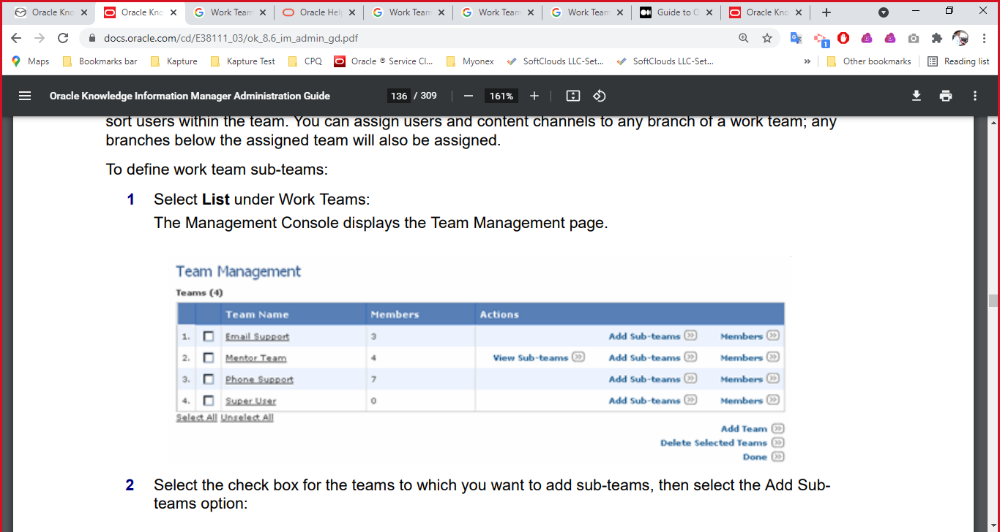 Oracle Kno
Oracle Kno
Work Team
Oracle Hel
Work Team
Work Team
Work Team
Guide to O
Oracle Kno
docs.oracle.com/cd/E38111_03/ok_8.6_im_admin_gd.pdf
1
Maps
Bookmarks bar
Kapture
Kapture Test
CPQ
Oracle ® Service Cl...
Myonex
SoftClouds LLC-Set...
SoftClouds LLC-Set...
»
Other bookmarks
Reading list
Oracle Knowledge Information Manager Administration Guide
136 / 309
161%
sort users within the team. You can assign users and content channels to any branch of a work team; any
branches below the assigned team will also be assigned.
To define work team sub-teams:
1 Select List under Work Teams:
The Management Console displays the Team Management page.
Team Management
Teams (4)
Team Name Members Actions
1. Email Support 3 Add Sub-teams Members
2. Mentor Team 4 View Sub-teams Add Sub-teams Members
3. Phone Support 7 Add Sub-teams Members
4. Super User 0 Add Sub-teams Members
Select All Unselect All
Add Team
Delete Selected Teams
Done
2 Select the check box for the teams to which you want to add sub-teams, then select the Add Sub-
teams option: